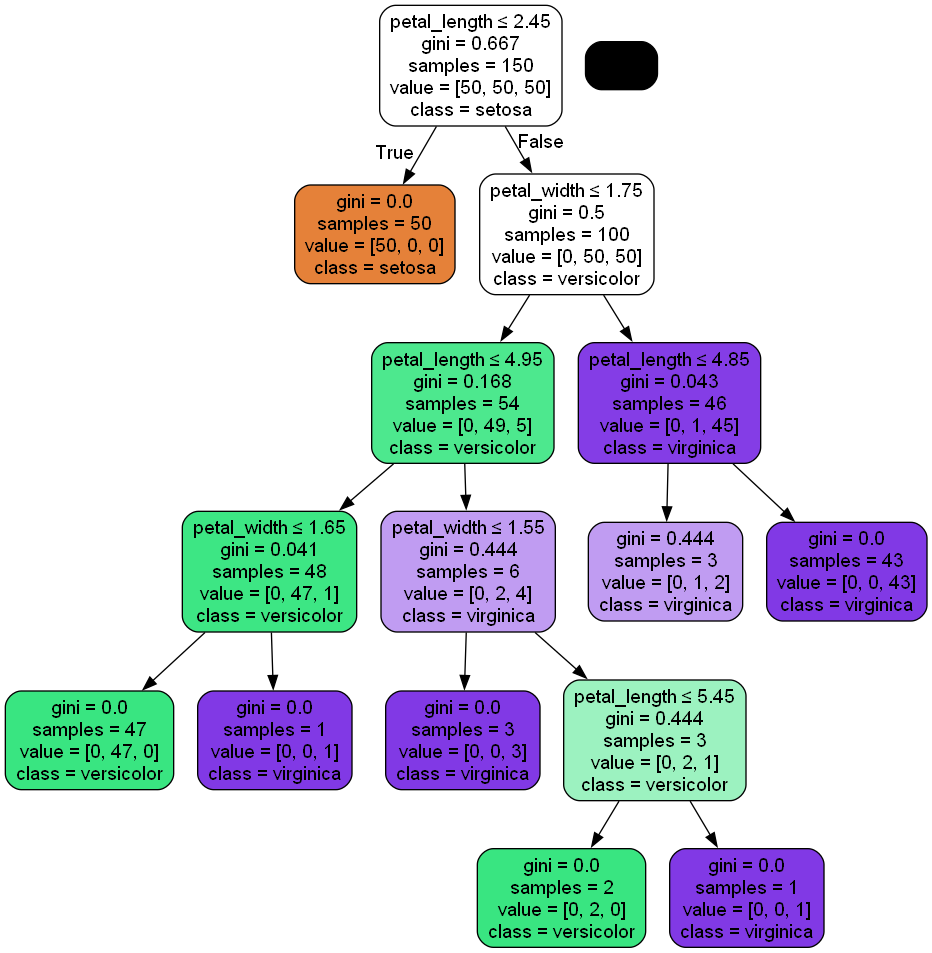 petal_length ≤ 2.45
gini = 0.667
samples = 150
value = [50, 50, 50]
class = setosa
True
False
gini = 0.0
samples = 50
value = [50, 0, 0]
class = setosa
petal_width ≤ 1.75
gini = 0.5
samples = 100
value = [0, 50, 50]
class = versicolor
petal_length ≤ 4.95
gini = 0.168
samples = 54
value = [0, 49, 5]
class = versicolor
petal_length ≤ 4.85
gini = 0.043
samples = 46
value = [0, 1, 45]
class = virginica
petal_width ≤ 1.65
gini = 0.041
samples = 48
value = [0, 47, 1]
class = versicolor
petal_width ≤ 1.55
gini = 0.444
samples = 6
value = [0, 2, 4]
class = virginica
gini = 0.444
samples = 3
value = [0, 1, 2]
class = virginica
gini = 0.0
samples = 43
value = [0, 0, 43]
class = virginica
gini = 0.0
samples = 47
value = [0, 47, 0]
class = versicolor
gini = 0.0
samples = 1
value = [0, 0, 1]
class = virginica
gini = 0.0
samples = 3
value = [0, 0, 3]
class = virginica
petal_length ≤ 5.45
gini = 0.444
samples = 3
value = [0, 2, 1]
class = versicolor
gini = 0.0
samples = 2
value = [0, 2, 0]
class = versicolor
gini = 0.0
samples = 1
value = [0, 0, 1]
class = virginica